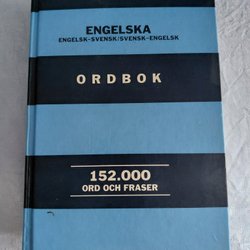 ENGELSKA
ENGELSK–SVENSK/SVENSK–ENGELSK
ORDBOK
152.000
ORD OCH FRASER